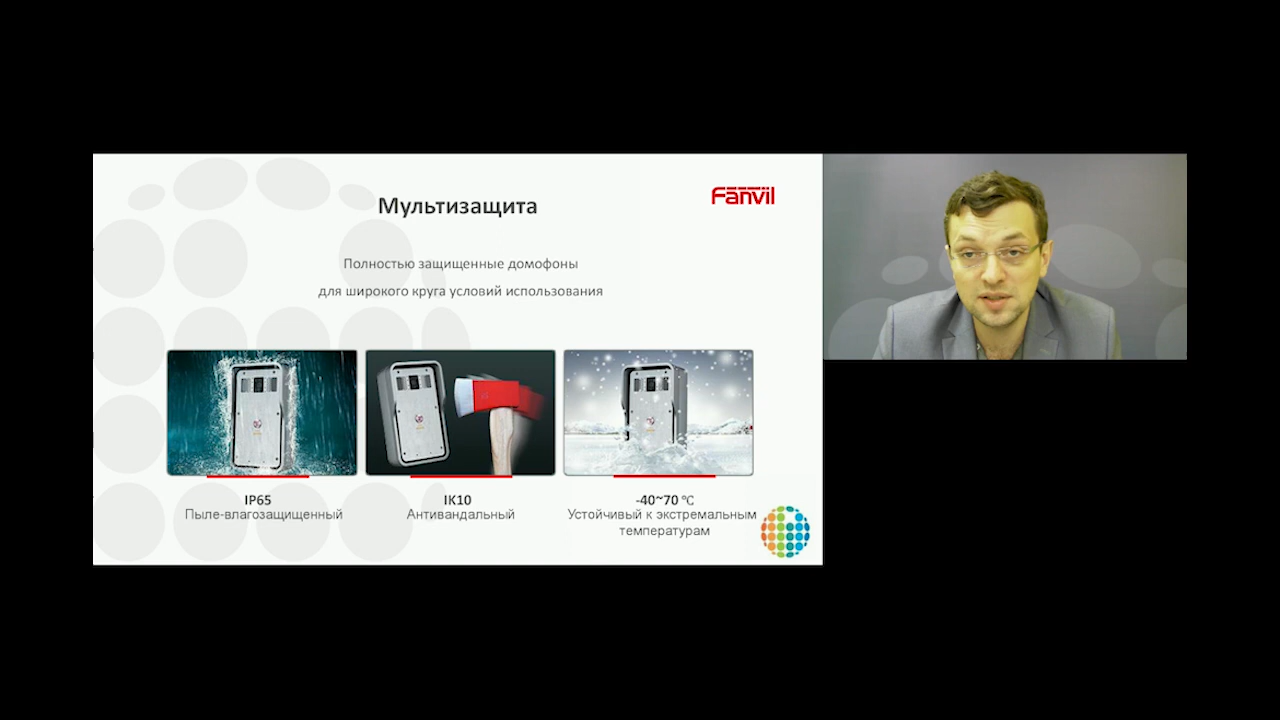 Мультизащита
Fanvil
Полностью защищенные домофоны
для широкого круга условий использования
IP65
Пыле-влагозащищенный
IK10
Антивандальный
-40~70 ℃
Устойчивый к экстремальным
температурам